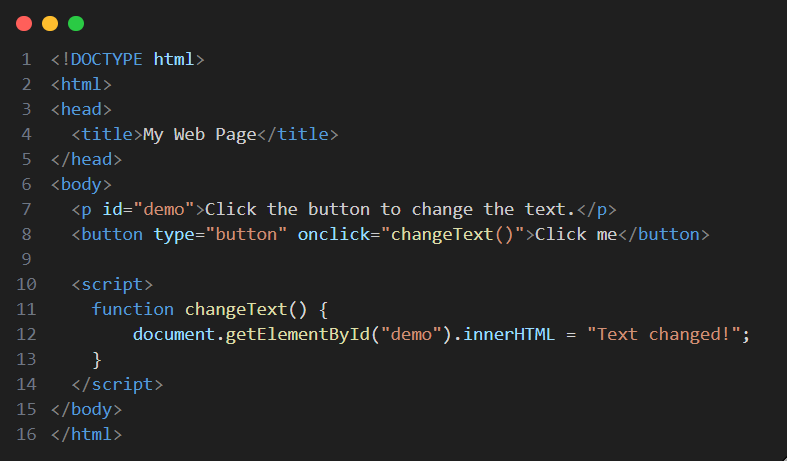 1 <!DOCTYPE html>
2 <html>
3 <head>
4   <title>My Web Page</title>
5 </head>
6 <body>
7   <p id="demo">Click the button to change the text.</p>
8   <button type="button" onclick="changeText()">Click me</button>
9
10   <script>
11     function changeText() {
12         document.getElementById("demo").innerHTML = "Text changed!";
13     }
14   </script>
15 </body>
16 </html>